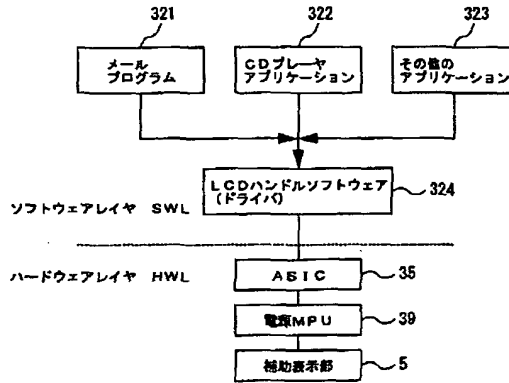 321
322
323
メール
プログラム
CDプレーヤ
アプリケーション
その他の
アプリケーション
LCDハンドルソフトウェア
(ドライバ)
324
ソフトウェアレイヤ SWL
ハードウェアレイヤ HWL
ASIC
35
電源MPU
39
補助表示部
5